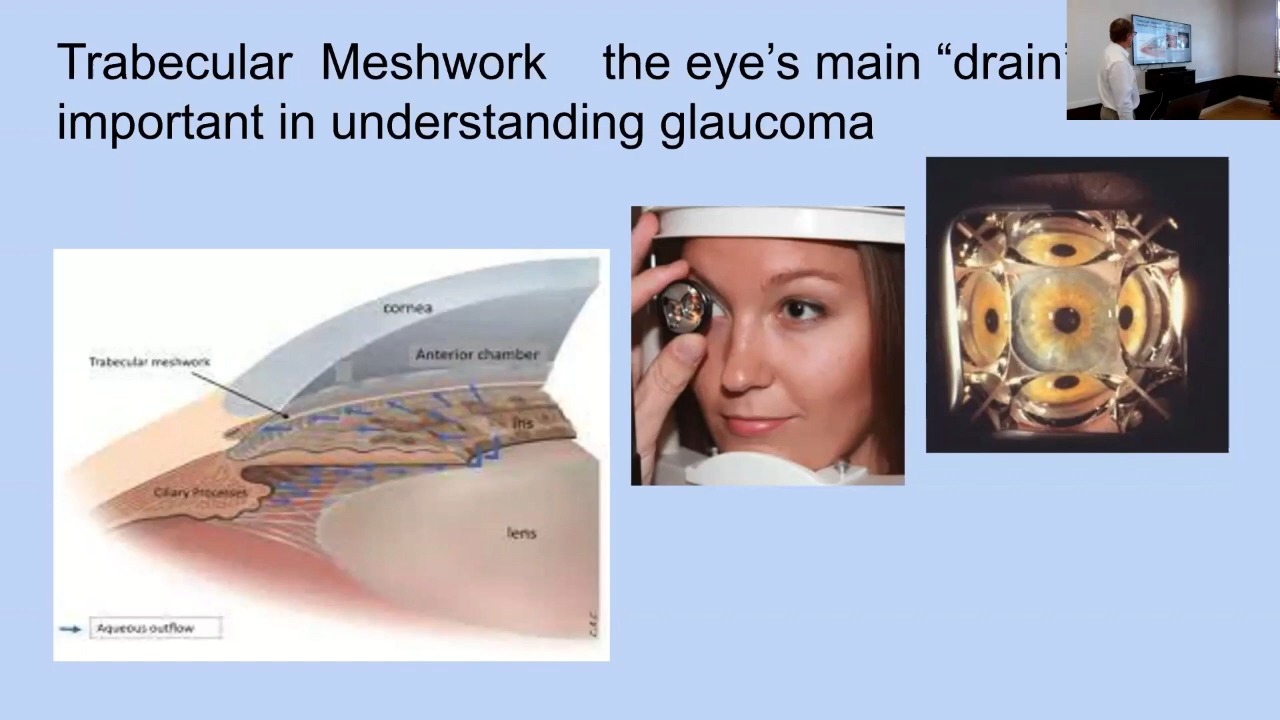 Trabecular Meshwork the eye's main “drain”
important in understanding glaucoma
cornea
Anterior chamber
Trabecular meshwork
Iris
Ciliary Processes
lens
Aqueous outflow